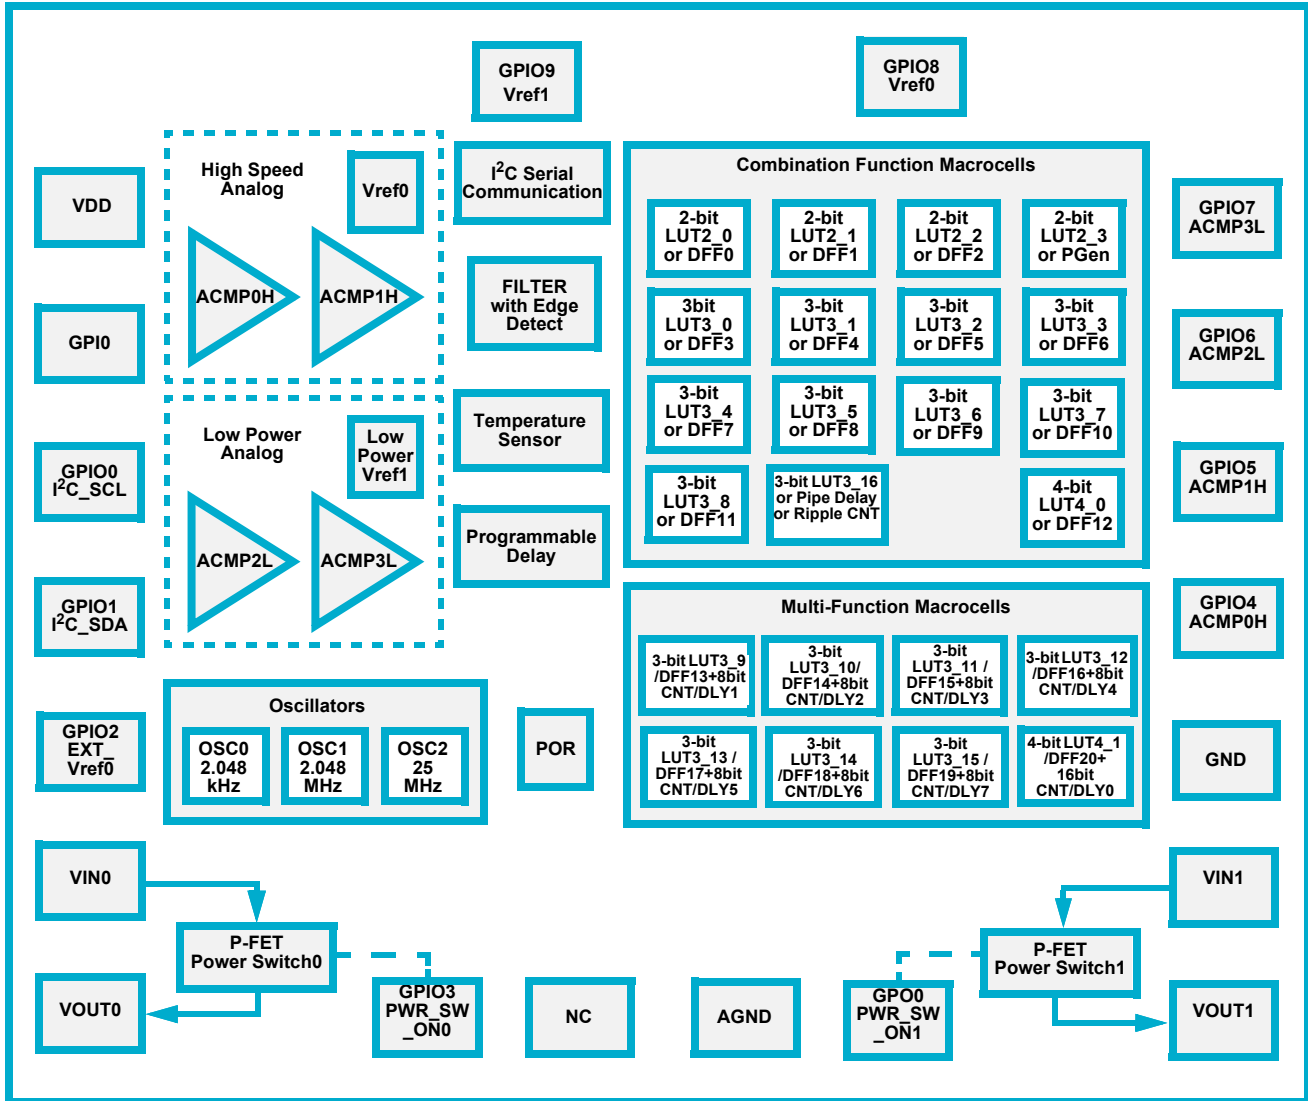 GPIO9
Vref1
GPIO8
Vref0
VDD
GPI0
GPIO0
I²C_SCL
GPIO1
I²C_SDA
GPIO2
EXT_
Vref0
High Speed
Analog
Vref0
ACMP0H
ACMP1H
Low Power
Analog
Low
Power
Vref1
ACMP2L
ACMP3L
I²C Serial
Communication
FILTER
with Edge
Detect
Temperature
Sensor
Programmable
Delay
Oscillators
OSC0
2.048
kHz
OSC1
2.048
MHz
OSC2
25
MHz
POR
Combination Function Macrocells
2-bit
LUT2_0
or DFF0
2-bit
LUT2_1
or DFF1
2-bit
LUT2_2
or DFF2
2-bit
LUT2_3
or PGen
3bit
LUT3_0
or DFF3
3-bit
LUT3_1
or DFF4
3-bit
LUT3_2
or DFF5
3-bit
LUT3_3
or DFF6
3-bit
LUT3_4
or DFF7
3-bit
LUT3_5
or DFF8
3-bit
LUT3_6
or DFF9
3-bit
LUT3_7
or DFF10
3-bit
LUT3_8
or DFF11
3-bit LUT3_16
or Pipe Delay
or Ripple CNT
4-bit
LUT4_0
or DFF12
Multi-Function Macrocells
3-bit LUT3_9
/DFF13+8bit
CNT/DLY1
3-bit
LUT3_10/
DFF14+8bit
CNT/DLY2
3-bit
LUT3_11 /
DFF15+8bit
CNT/DLY3
3-bit LUT3_12
/DFF16+8bit
CNT/DLY4
3-bit
LUT3_13 /
DFF17+8bit
CNT/DLY5
3-bit
LUT3_14
/DFF18+8bit
CNT/DLY6
3-bit
LUT3_15 /
DFF19+8bit
CNT/DLY7
4-bit LUT4_1
/DFF20+
16bit
CNT/DLY0
GPIO7
ACMP3L
GPIO6
ACMP2L
GPIO5
ACMP1H
GPIO4
ACMP0H
GND
VIN0
P-FET
Power Switch0
VOUT0
GPIO3
PWR_SW
_ON0
NC
AGND
GPO0
PWR_SW
_ON1
P-FET
Power Switch1
VIN1
VOUT1